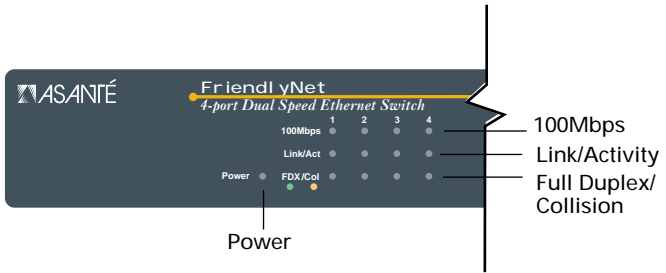 ASANTÉ
FriendlyNet
4-port Dual Speed Ethernet Switch
1 2 3 4
100Mbps
Link/Act
Power FDX/Col
100Mbps
Link/Activity
Full Duplex/
Collision
Power